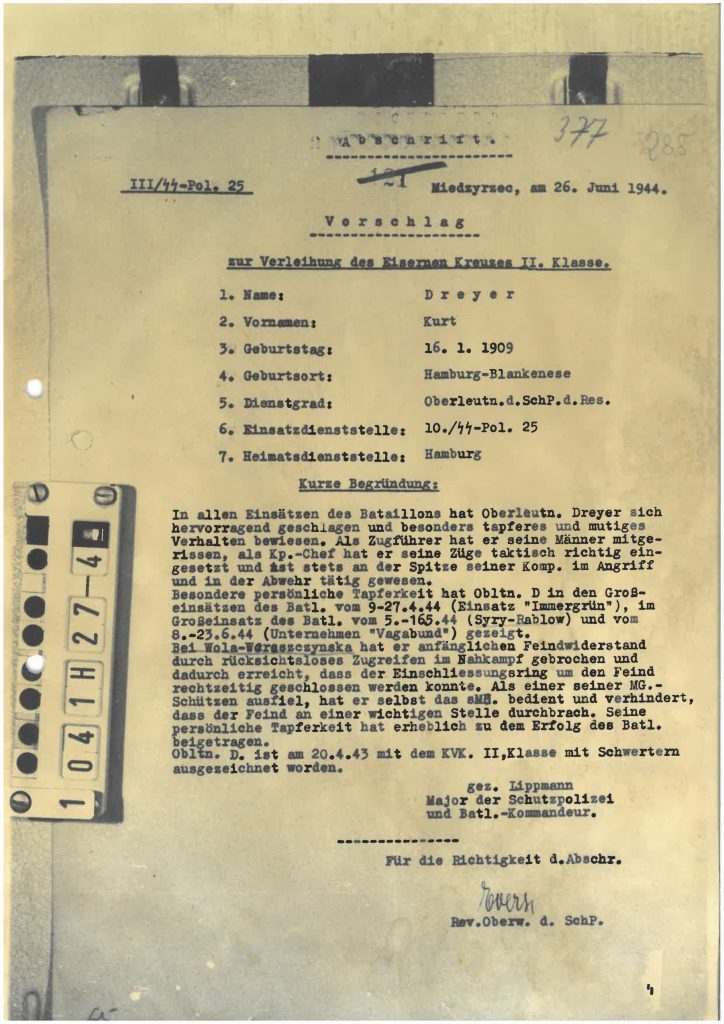 Abschrift.
377
285
III/ᛋᛋ-Pol. 25
121
Miedzyrzec, am 26. Juni 1944.
Vorschlag
zur Verleihung des Eisernen Kreuzes II. Klasse.
1. Name: Dreyer
2. Vornamen: Kurt
3. Geburtstag: 16. 1. 1909
4. Geburtsort: Hamburg-Blankenese
5. Dienstgrad: Oberleutn.d.SchP.d.Res.
6. Einsatzdienststelle: 10./ᛋᛋ-Pol. 25
7. Heimatsdienststelle: Hamburg
Kurze Begründung:
In allen Einsätzen des Bataillons hat Oberleutn. Dreyer sich
hervorragend geschlagen und besonders tapferes und mutiges
Verhalten bewiesen. Als Zugführer hat er seine Männer mitge-
rissen, als Kp.-Chef hat er seine Züge taktisch richtig ein-
gesetzt und ist stets an der Spitze seiner Komp. im Angriff
und in der Abwehr tätig gewesen.
Besondere persönliche Tapferkeit hat Obltn. D in den Groß-
einsätzen des Batl. vom 9-27.4.44 (Einsatz "Immergrün"), im
Großeinsatz des Batl. vom 5.-165.44 (Syry-Rablow) und vom
8.-23.6.44 (Unternehmen "Vagabund") gezeigt.
Bei Wola-Wereszczynska hat er anfänglichen Feindwiderstand
durch rücksichtsloses Zugreifen im Nahkampf gebrochen und
dadurch erreicht, dass der Einschliessungsring um den Feind
rechtzeitig geschlossen werden konnte. Als einer seiner MG.-
Schützen ausfiel, hat er selbst das sMG. bedient und verhindert,
dass der Feind an einer wichtigen Stelle durchbrach. Seine
persönliche Tapferkeit hat erheblich zu dem Erfolg des Batl.
beigetragen.
Obltn. D. ist am 20.4.43 mit dem KVK. II,Klasse mit Schwertern
ausgezeichnet worden.
gez. Lippmann
Major der Schutzpolizei
und Batl.-Kommandeur.
Für die Richtigkeit d.Abschr.
Evers
Rev.Oberw. d. SchP.
1041H27-4